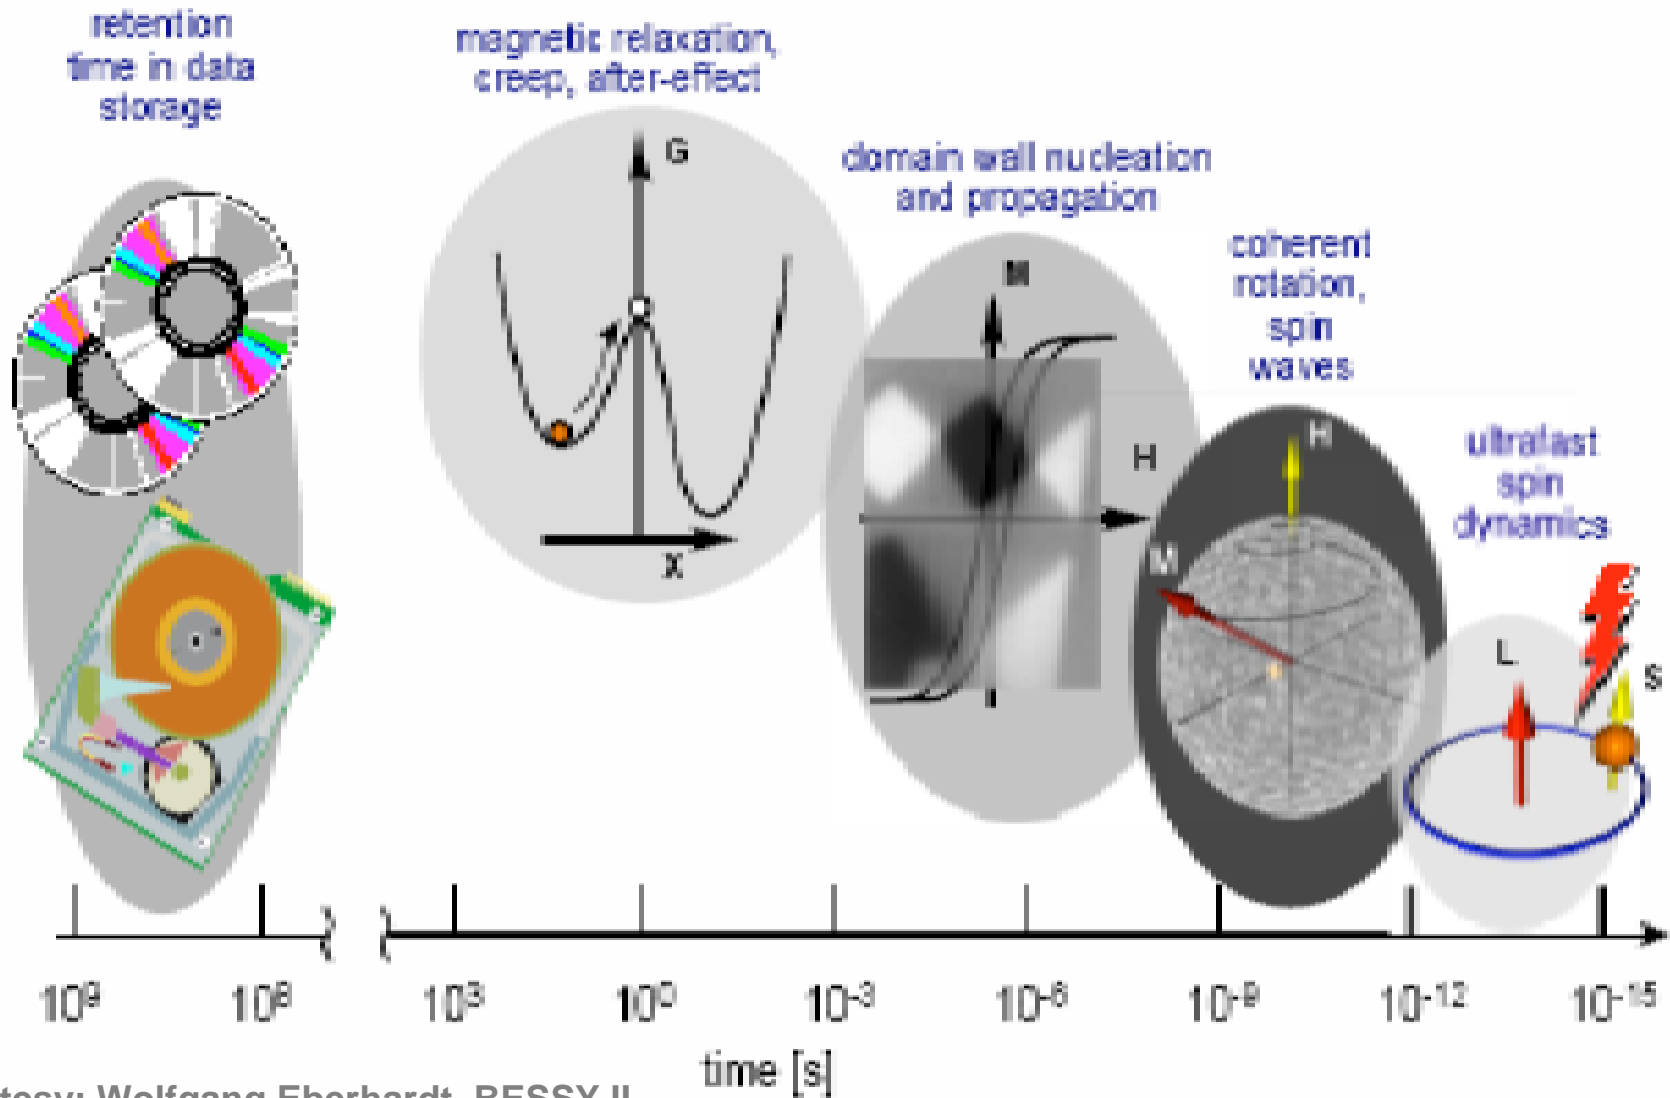 retention
time in data
storage
magnetic relaxation,
creep, after-effect
domain wall nucleation
and propagation
coherent
rotation,
spin
waves
ultrafast
spin
dynamics
G
X
M
H
H
M
L
S
10⁹ 10⁸ 10³ 10⁰ 10⁻³ 10⁻⁶ 10⁻⁹ 10⁻¹² 10⁻¹⁵
time [s]
tesy: Wolfgang Eberhardt, BESSY II